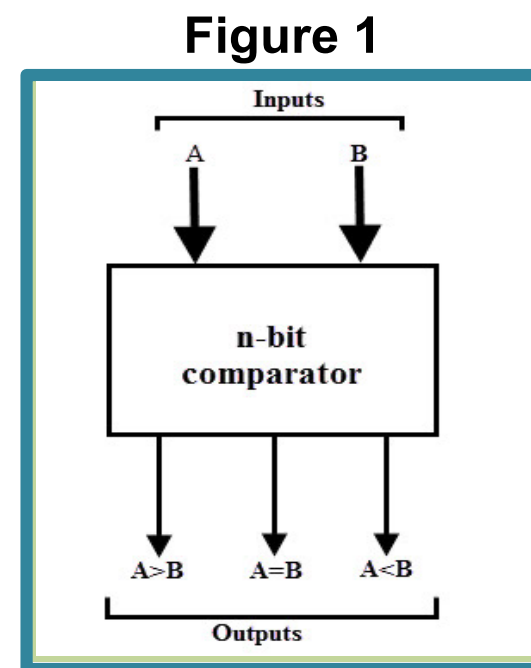 Figure 1
Inputs
A B
n-bit
comparator
A>B A=B A<B
Outputs